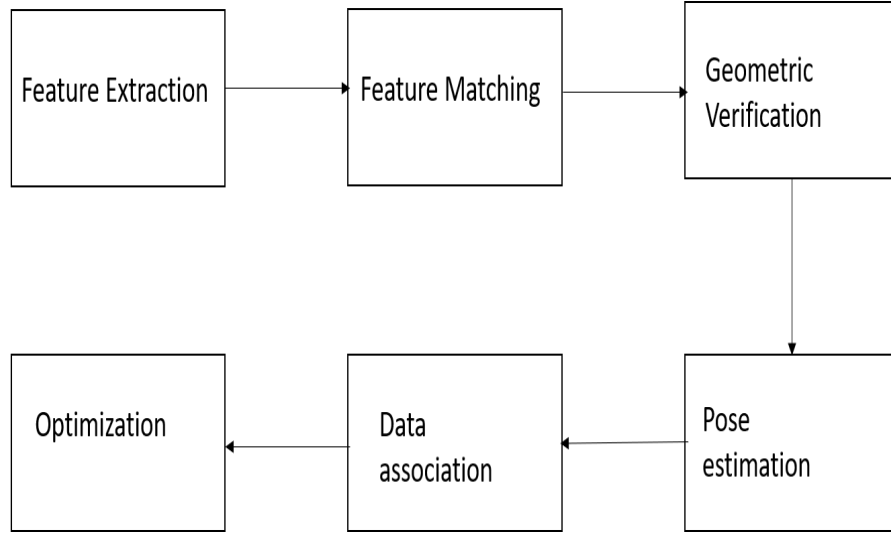 Feature Extraction
Feature Matching
Geometric
Verification
Pose
estimation
Data
association
Optimization